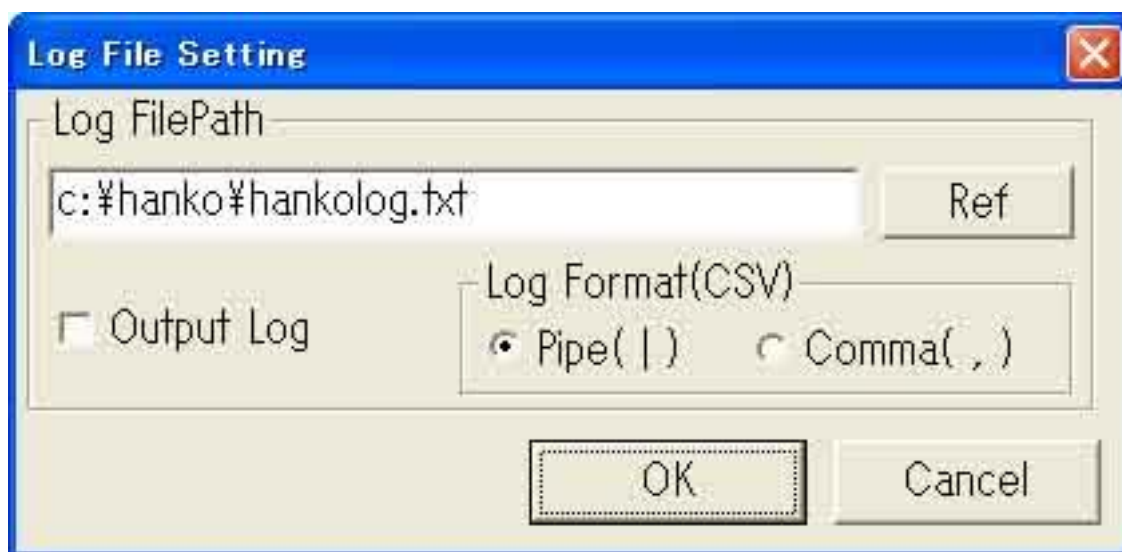 Log File Setting
Log FilePath
c:¥hanko¥hankolog.txt
Ref
Log Format(CSV)
Output Log
Pipe( | )
Comma( , )
OK
Cancel